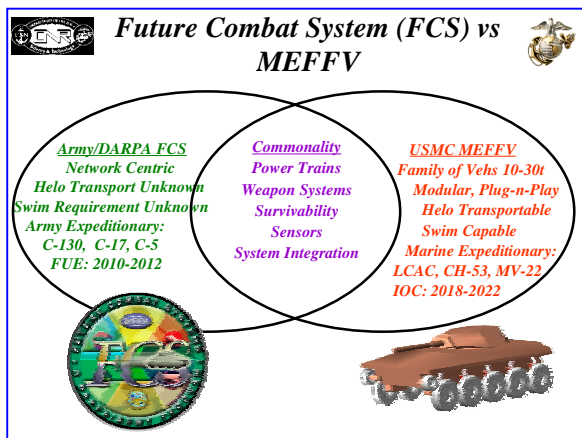 Future Combat System (FCS) vs
MEFFV
Army/DARPA FCS
Network Centric
Helo Transport Unknown
Swim Requirement Unknown
Army Expeditionary:
C-130, C-17, C-5
FUE: 2010-2012
Commonality
Power Trains
Weapon Systems
Survivability
Sensors
System Integration
USMC MEFFV
Family of Vehs 10-30t
Modular, Plug-n-Play
Helo Transportable
Swim Capable
Marine Expeditionary:
LCAC, CH-53, MV-22
IOC: 2018-2022
FCS